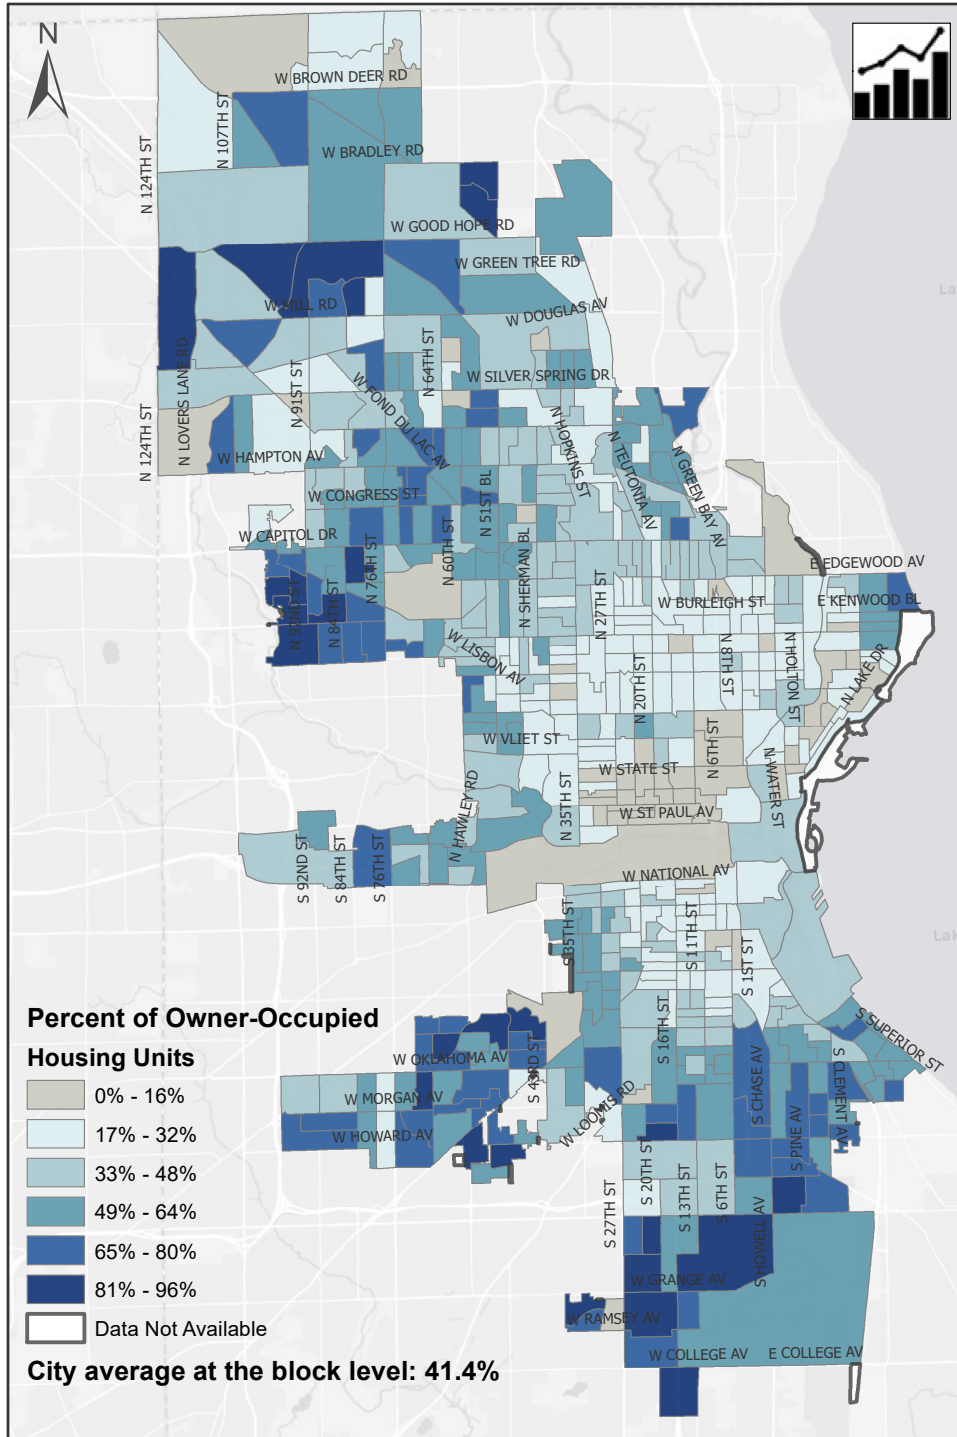 N
W BROWN DEER RD
N 107TH ST
N 124TH ST
W BRADLEY RD
W GOOD HOPE RD
W GREEN TREE RD
W MILL RD
W DOUGLAS AV
N LOVERS LANE RD
N 91ST ST
N 64TH ST
W SILVER SPRING DR
W FOND DU LAC AV
N 124TH ST
W HAMPTON AV
N HOPKINS ST
N TEUTONIA AV
N GREEN BAY AV
W CONGRESS ST
N 51ST BL
W CAPITOL DR
N 76TH ST
N 60TH ST
N SHERMAN BL
E EDGEWOOD AV
N 92ND ST
N 84TH ST
N 27TH ST
W BURLEIGH ST
E KENWOOD BL
W LISBON AV
N 20TH ST
N 8TH ST
N HOLTON ST
N LAKE DR
W VLIET ST
N 6TH ST
W STATE ST
N WATER ST
N HAWLEY RD
N 35TH ST
W ST PAUL AV
S 92ND ST
S 84TH ST
S 76TH ST
W NATIONAL AV
S 35TH ST
S 11TH ST
S 1ST ST
La
Lak
S 16TH ST
S SUPERIOR ST
W OKLAHOMA AV
S 43RD ST
S CHASE AV
S CLEMENT AV
W MORGAN AV
W LOOMIS RD
W HOWARD AV
S PINE AV
S 20TH ST
S 27TH ST
S 13TH ST
S 6TH ST
S HOWELL AV
W GRANGE AV
W RAMSEY AV
W COLLEGE AV
E COLLEGE AV
Percent of Owner-Occupied
Housing Units
0% - 16%
17% - 32%
33% - 48%
49% - 64%
65% - 80%
81% - 96%
Data Not Available
City average at the block level: 41.4%